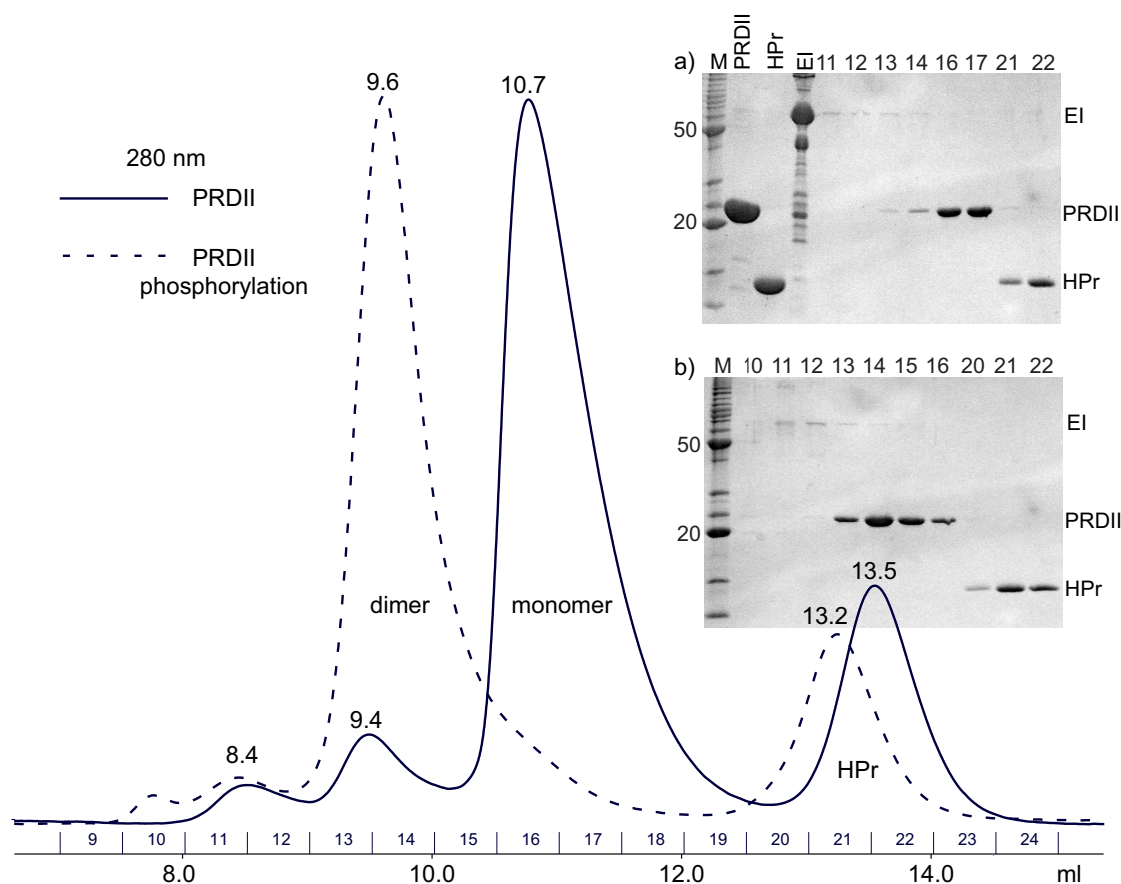 a)
M
PRDII
HPr
EI
11 12 13 14 16 17 21 22
50
20
EI
PRDII
HPr
b)
M 10 11 12 13 14 15 16 20 21 22
50
20
EI
PRDII
HPr
280 nm
PRDII
PRDII
phosphorylation
9.6
10.7
dimer
monomer
13.5
13.2
9.4
8.4
HPr
9 10 11 12 13 14 15 16 17 18 19 20 21 22 23 24
8.0 10.0 12.0 14.0 ml